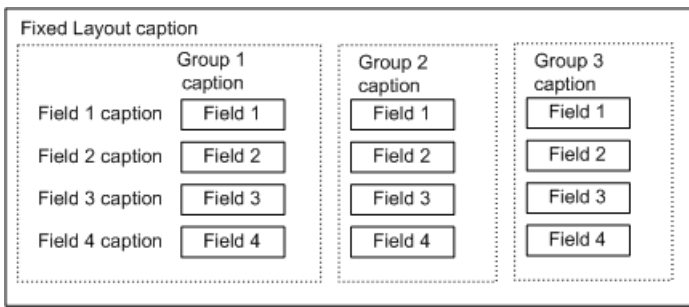 Fixed Layout caption
Group 1
caption
Group 2
caption
Group 3
caption
Field 1 caption Field 1 Field 1 Field 1
Field 2 caption Field 2 Field 2 Field 2
Field 3 caption Field 3 Field 3 Field 3
Field 4 caption Field 4 Field 4 Field 4